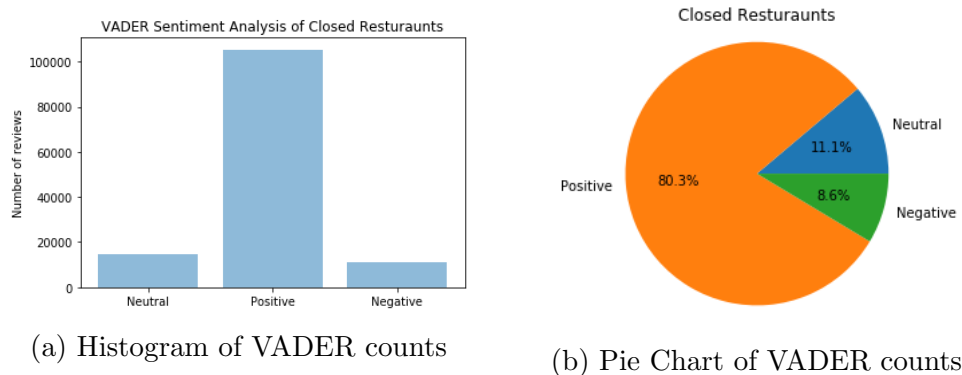 VADER Sentiment Analysis of Closed Resturaunts
Number of reviews
100000
80000
60000
40000
20000
0
Neutral
Positive
Negative
(a) Histogram of VADER counts
Closed Resturaunts
Neutral
11.1%
Positive
80.3%
8.6%
Negative
(b) Pie Chart of VADER counts